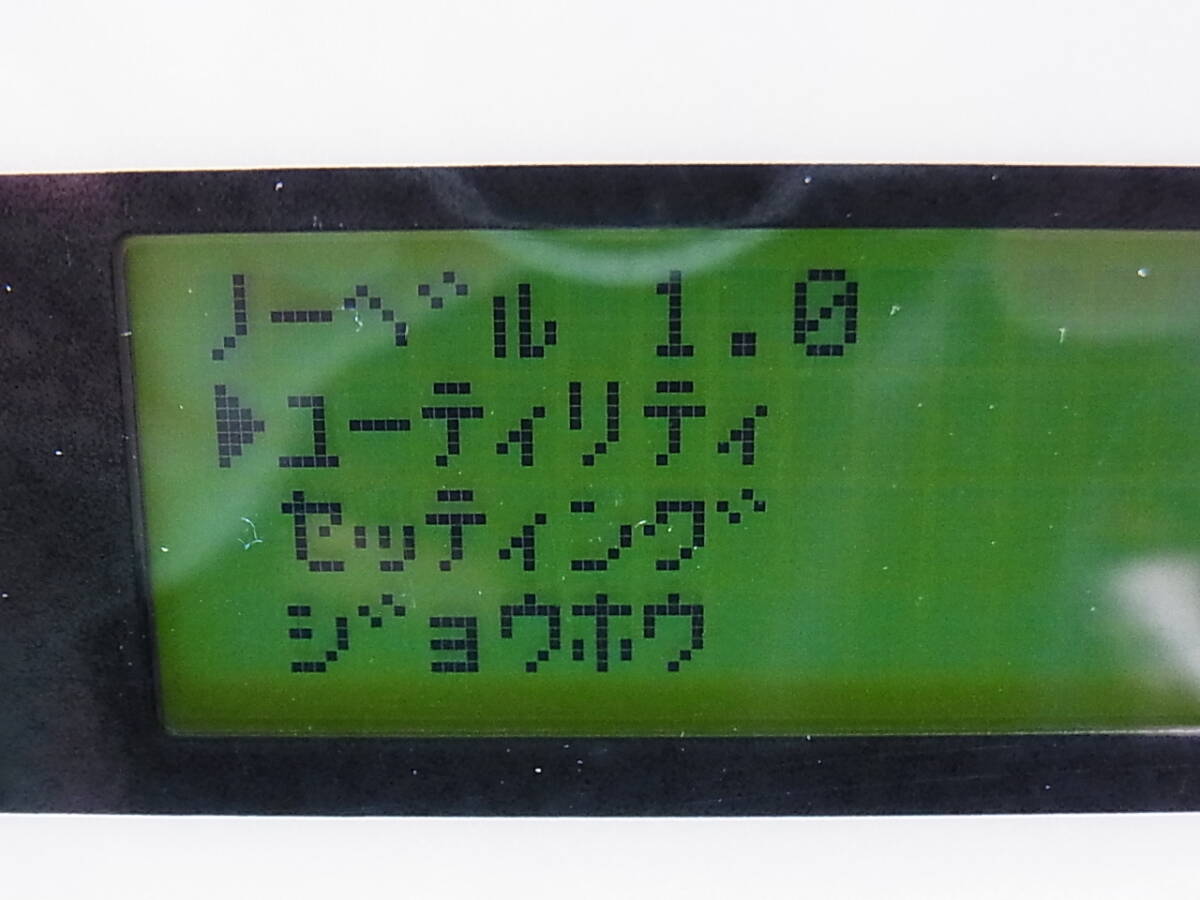 ノーベル 1.0
▶ユーティリティ
セッティング
ジョウホウ